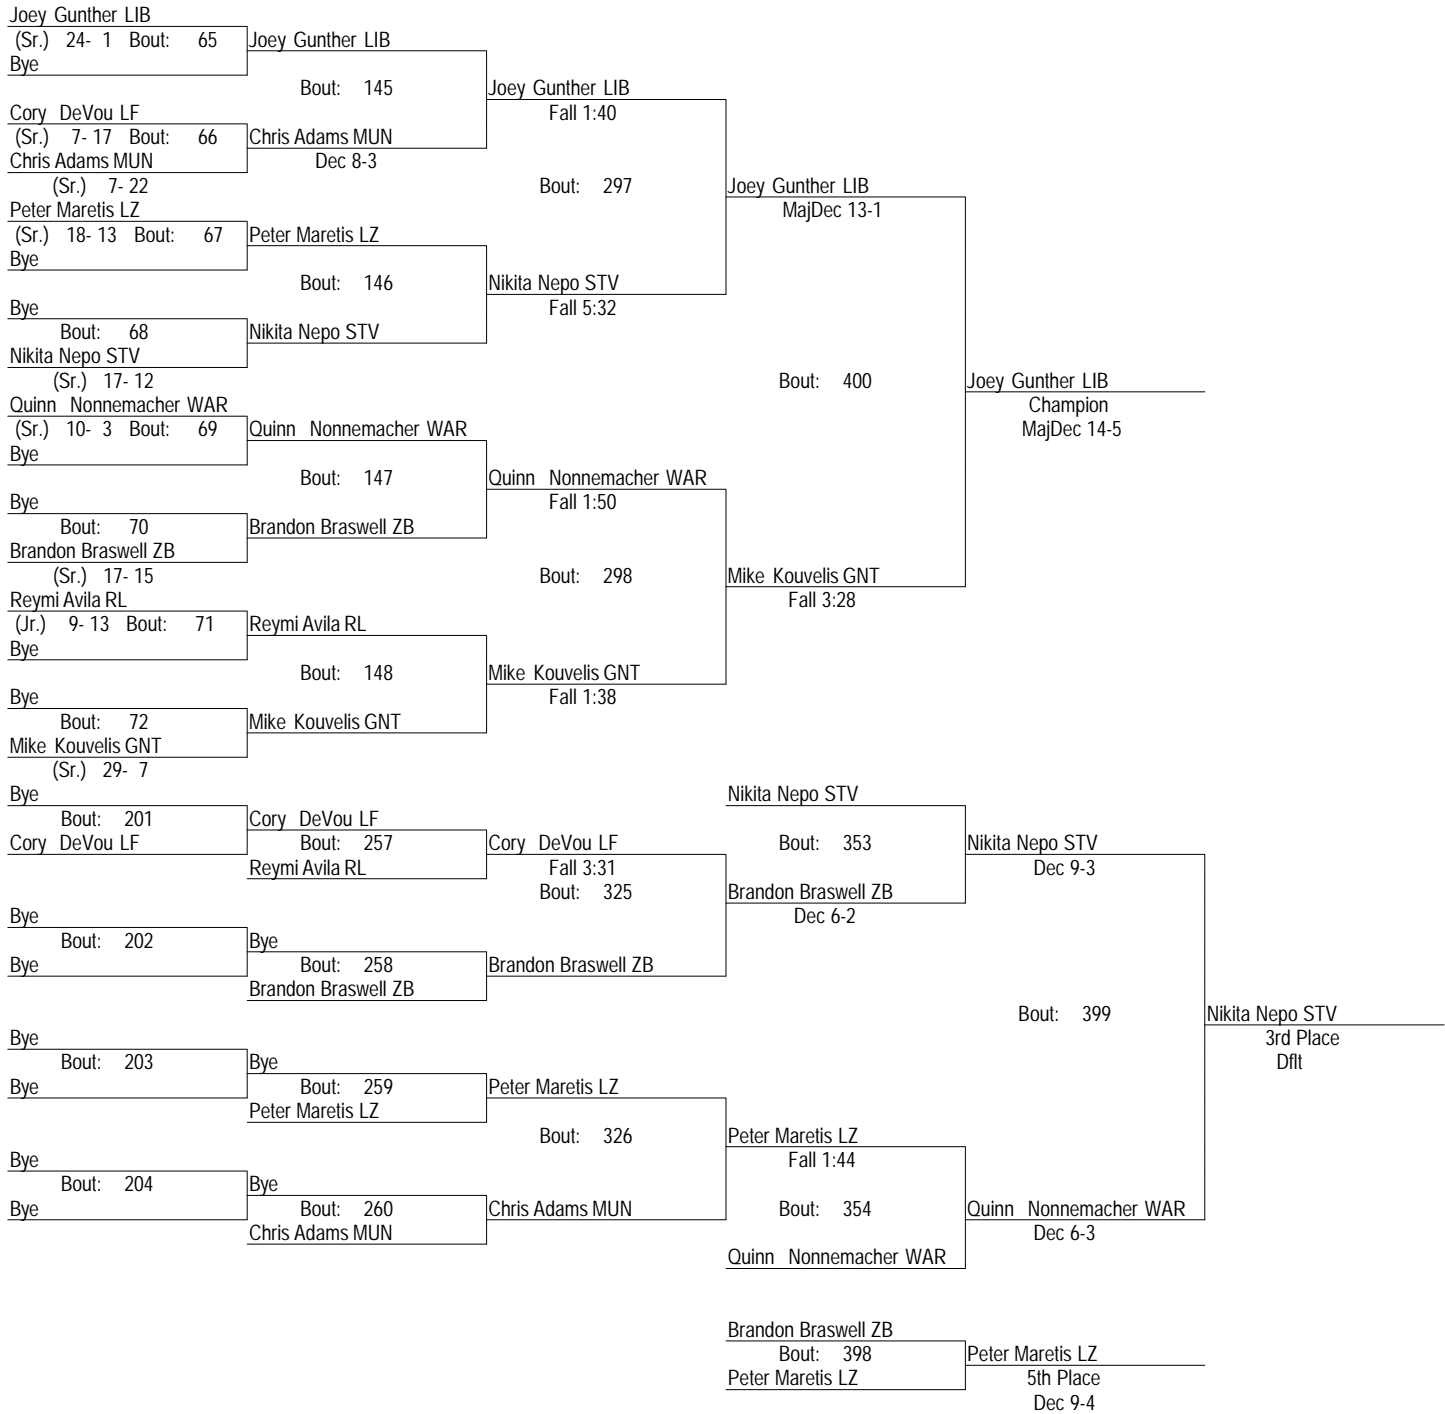 Joey Gunther LIB
(Sr.) 24- 1 Bout: 65 Joey Gunther LIB
Bye
Bout: 145 Joey Gunther LIB
Cory DeVou LF Fall 1:40
(Sr.) 7- 17 Bout: 66 Chris Adams MUN
Chris Adams MUN Dec 8-3
(Sr.) 7- 22 Bout: 297 Joey Gunther LIB
Peter Maretis LZ MajDec 13-1
(Sr.) 18- 13 Bout: 67 Peter Maretis LZ
Bye
Bout: 146 Nikita Nepo STV
Bye Fall 5:32
Bout: 68 Nikita Nepo STV
Nikita Nepo STV
(Sr.) 17- 12 Bout: 400 Joey Gunther LIB
Quinn Nonnemacher WAR Champion
(Sr.) 10- 3 Bout: 69 Quinn Nonnemacher WAR MajDec 14-5
Bye
Bout: 147 Quinn Nonnemacher WAR
Bye Fall 1:50
Bout: 70 Brandon Braswell ZB
Brandon Braswell ZB
(Sr.) 17- 15 Bout: 298 Mike Kouvelis GNT
Reymi Avila RL Fall 3:28
(Jr.) 9- 13 Bout: 71 Reymi Avila RL
Bye
Bout: 148 Mike Kouvelis GNT
Bye Fall 1:38
Bout: 72 Mike Kouvelis GNT
Mike Kouvelis GNT
(Sr.) 29- 7
Bye Nikita Nepo STV
Bout: 201 Cory DeVou LF
Cory DeVou LF Bout: 257 Cory DeVou LF Bout: 353 Nikita Nepo STV
Reymi Avila RL Fall 3:31 Dec 9-3
Bout: 325 Brandon Braswell ZB
Bye Dec 6-2
Bout: 202 Bye
Bye Bout: 258 Brandon Braswell ZB
Brandon Braswell ZB
Bout: 399 Nikita Nepo STV
Bye 3rd Place
Bout: 203 Bye Dflt
Bye Bout: 259 Peter Maretis LZ
Peter Maretis LZ
Bout: 326 Peter Maretis LZ
Bye Fall 1:44
Bout: 204 Bye
Bye Bout: 260 Chris Adams MUN Bout: 354 Quinn Nonnemacher WAR
Chris Adams MUN Dec 6-3
Quinn Nonnemacher WAR
Brandon Braswell ZB
Bout: 398 Peter Maretis LZ
Peter Maretis LZ 5th Place
Dec 9-4